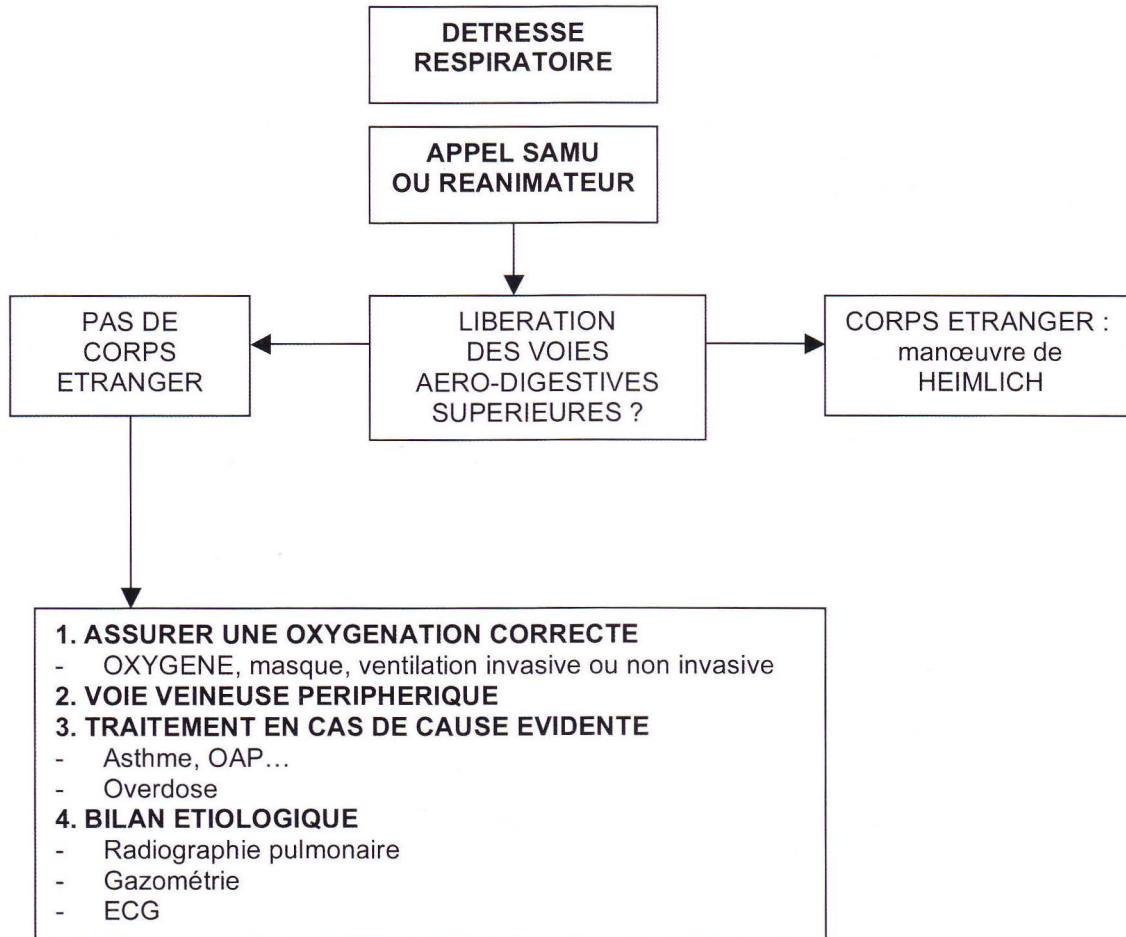 DETRESSE
RESPIRATOIRE
APPEL SAMU
OU REANIMATEUR
PAS DE
CORPS
ETRANGER
LIBERATION
DES VOIES
AERO-DIGESTIVES
SUPERIEURES ?
CORPS ETRANGER :
manœuvre de
HEIMLICH
1. ASSURER UNE OXYGENATION CORRECTE
- OXYGENE, masque, ventilation invasive ou non invasive
2. VOIE VEINEUSE PERIPHERIQUE
3. TRAITEMENT EN CAS DE CAUSE EVIDENTE
- Asthme, OAP…
- Overdose
4. BILAN ETIOLOGIQUE
- Radiographie pulmonaire
- Gazométrie
- ECG